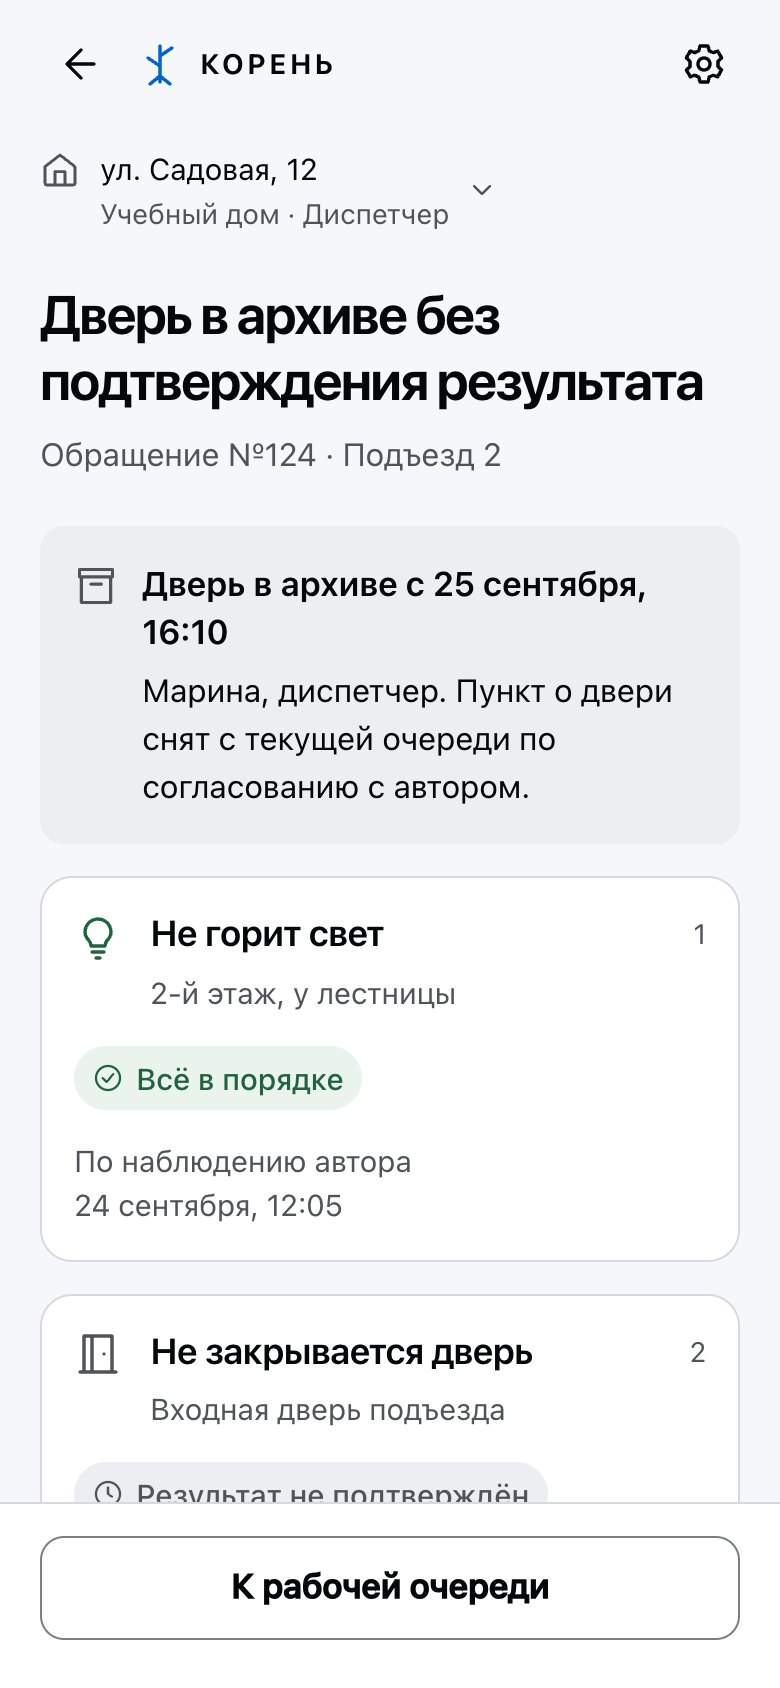 КОРЕНЬ
ул. Садовая, 12
Учебный дом · Диспетчер
Дверь в архиве без
подтверждения результата
Обращение №124 · Подъезд 2
Дверь в архиве с 25 сентября,
16:10
Марина, диспетчер. Пункт о двери
снят с текущей очереди по
согласованию с автором.
Не горит свет
1
2-й этаж, у лестницы
Всё в порядке
По наблюдению автора
24 сентября, 12:05
Не закрывается дверь
2
Входная дверь подъезда
Результат не подтверждён
К рабочей очереди